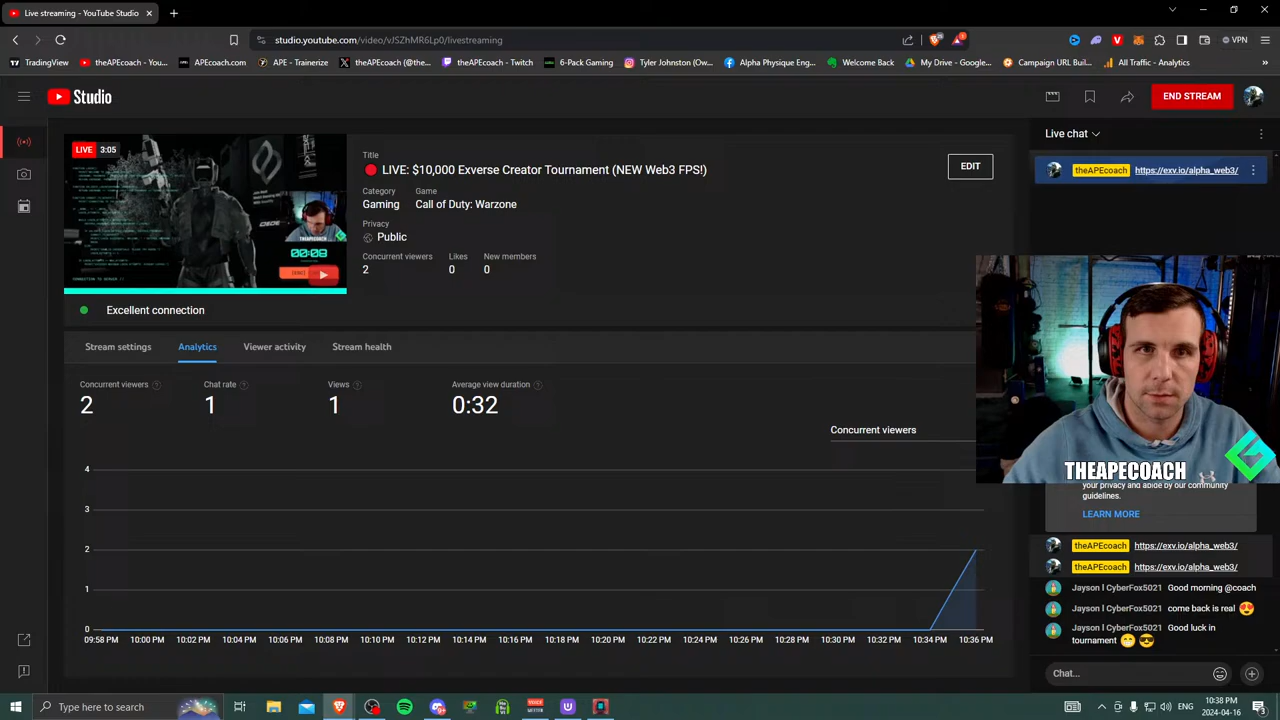 Live streaming - YouTube Studio
studio.youtube.com/video/vJSZhMR6Lp0/livestreaming
VPN
TradingView
theAPEcoach - You...
APEcoach.com
APE - Trainerize
theAPEcoach (@the...
theAPEcoach - Twitch
6-Pack Gaming
Tyler Johnston (Ow...
Alpha Physique Eng...
Welcome Back
My Drive - Google...
Campaign URL Buil...
All Traffic - Analytics
Studio
END STREAM
LIVE 3:05
00:08
THEAPECOACH
Title
LIVE: $10,000 Exverse Creator Tournament (NEW Web3 FPS!)
EDIT
Category
Gaming
Game
Call of Duty: Warzone
Privacy
Public
Concurrent viewers
2
Likes
0
New members
0
Excellent connection
Stream settings
Analytics
Viewer activity
Stream health
Concurrent viewers
2
Chat rate
1
Views
1
Average view duration
0:32
Concurrent viewers
4
3
2
1
0
09:58 PM 10:00 PM 10:02 PM 10:04 PM 10:06 PM 10:08 PM 10:10 PM 10:12 PM 10:14 PM 10:16 PM 10:18 PM 10:20 PM 10:22 PM 10:24 PM 10:26 PM 10:28 PM 10:30 PM 10:32 PM 10:34 PM 10:36 PM
Live chat
theAPEcoach https://exv.io/alpha_web3/
THEAPECOACH
your privacy and abide by our community
guidelines.
LEARN MORE
theAPEcoach https://exv.io/alpha_web3/
theAPEcoach https://exv.io/alpha_web3/
Jayson l CyberFox5021 Good morning @coach
Jayson l CyberFox5021 come back is real 😍
Jayson l CyberFox5021 Good luck in
tournament 😁 😎
Chat...
Type here to search
ENG
10:38 PM
2024-04-16